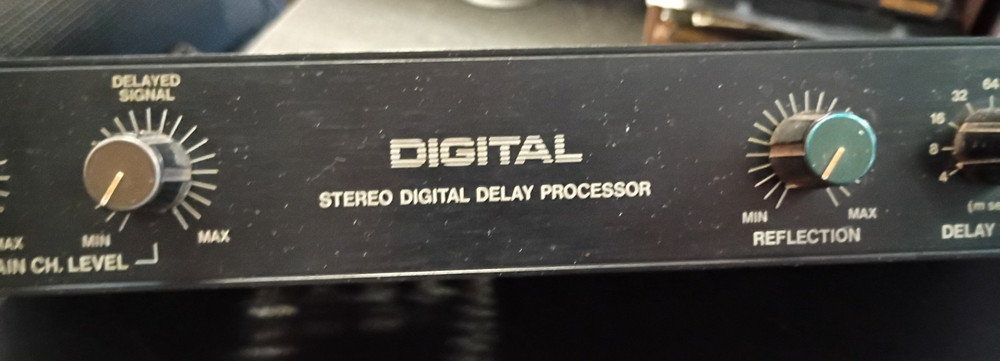 DELAYED
SIGNAL
MAX
MIN
MAX
CH. LEVEL
DIGITAL
STEREO DIGITAL DELAY PROCESSOR
MIN
MAX
REFLECTION
4
8
16
32
64
DELAY